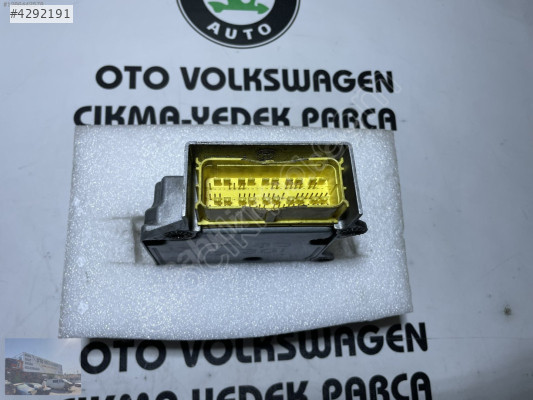 #4292191
AUTO
OTO VOLKSWAGEN
ÇIKMA-YEDEK PARÇA
OTO VOLKSWAGEN
ÇIKMA-YEDEK PARÇA